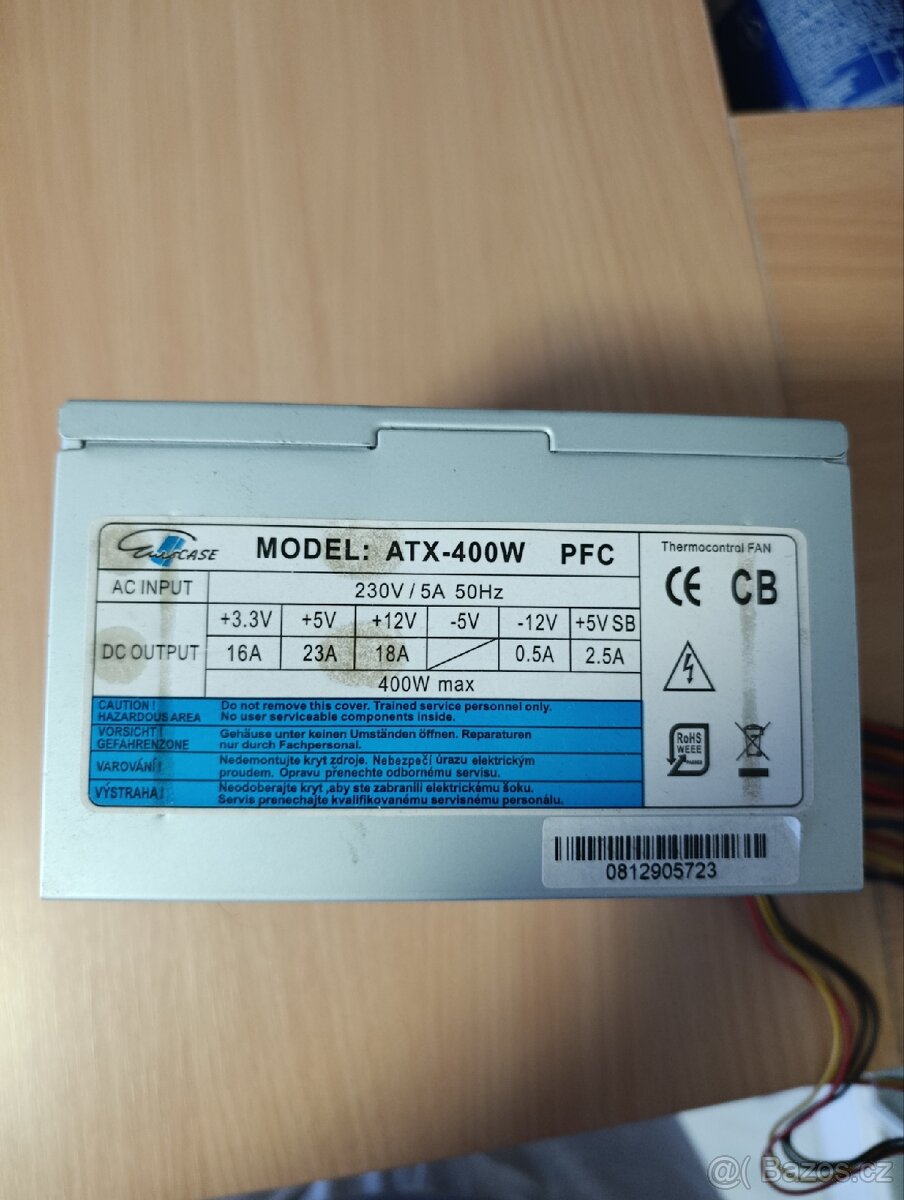 EuroCASE MODEL: ATX-400W PFC
AC INPUT 230V / 5A 50Hz
DC OUTPUT +3.3V +5V +12V -5V -12V +5V SB
16A 23A 18A 0.5A 2.5A
400W max
CAUTION ! Do not remove this cover. Trained service personnel only.
HAZARDOUS AREA No user serviceable components inside.
VORSICHT ! Gehäuse unter keinen Umständen öffnen. Reparaturen
GEFAHRENZONE nur durch Fachpersonal.
VAROVÁNÍ ! Nedemontujte kryt zdroje. Nebezpečí úrazu elektrickým
proudem. Opravu přenechte odbornému servisu.
VÝSTRAHA ! Neodoberajte kryt ,aby ste zabranili elektrickému šoku.
Servis prenechajte kvalifikovanému servisnému personálu.
Thermocontrol FAN
CE CB
RoHS
WEEE
0812905723
@( Bazos.cz